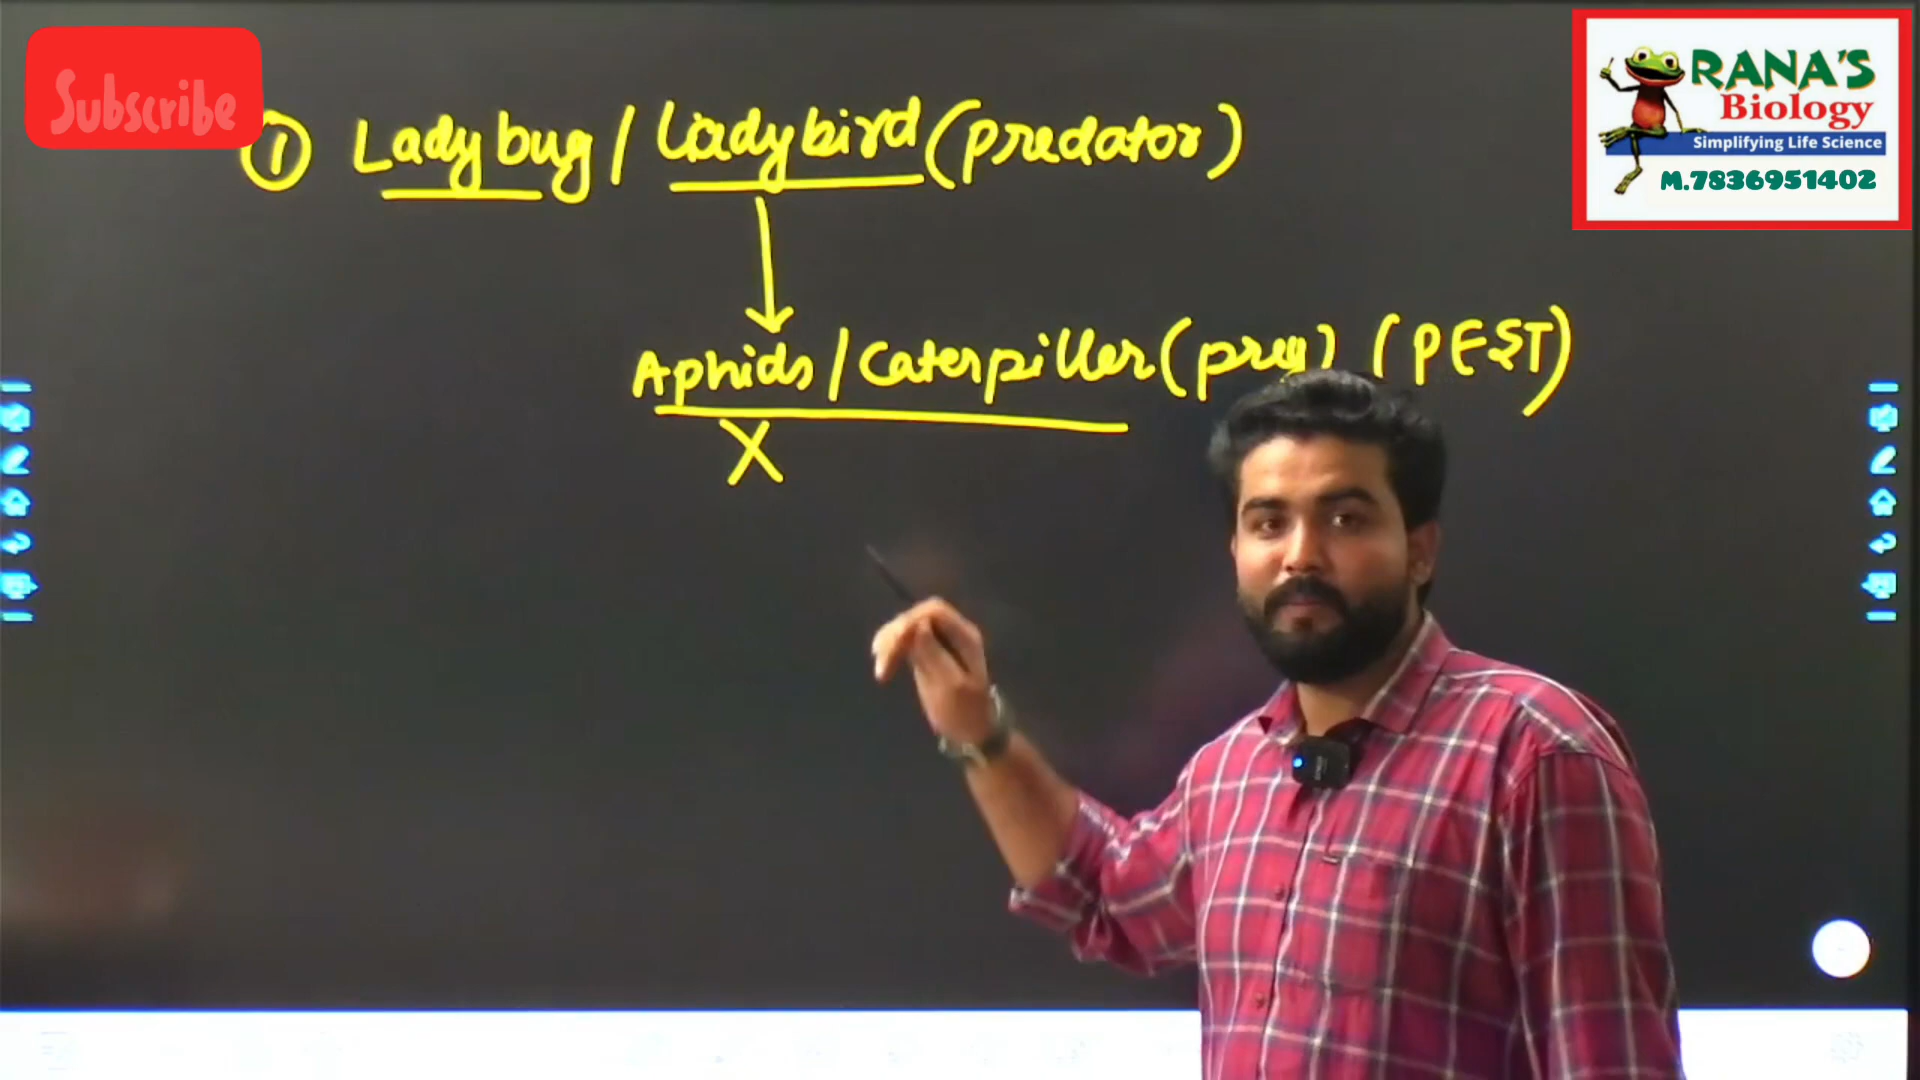 Subscribe
RANA'S
Biology
Simplifying Life Science
M.7836951402
① Ladybug / Ladybird (predator)
Aphids / Caterpiller (prey) (PEST)
X